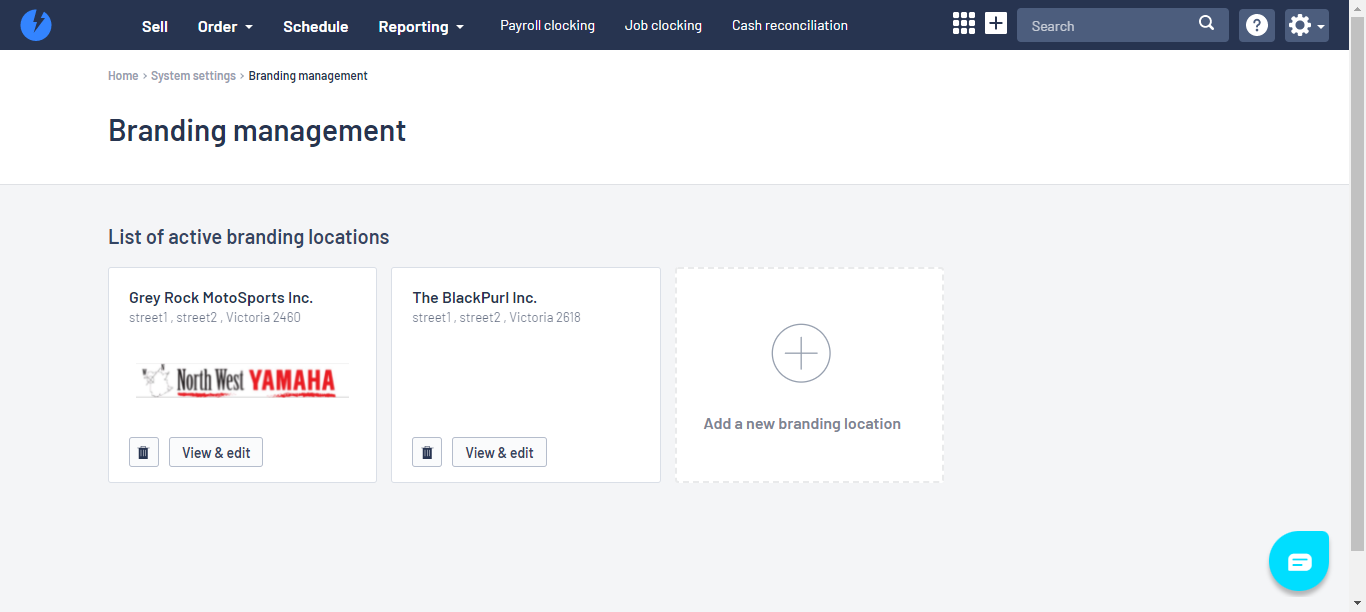 Sell Order Schedule Reporting Payroll clocking Job clocking Cash reconciliation Search
Home › System settings › Branding management
Branding management
List of active branding locations
Grey Rock MotoSports Inc.
street1 , street2 , Victoria 2460
North West YAMAHA
View & edit
The BlackPurl Inc.
street1 , street2 , Victoria 2618
View & edit
Add a new branding location